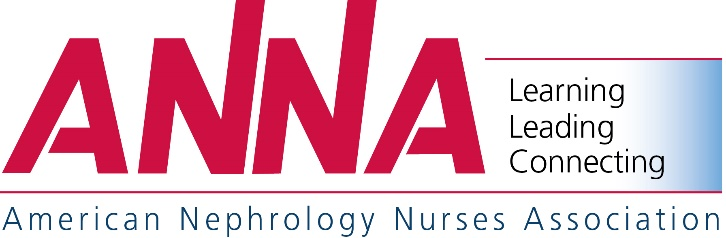 ANNA
Learning
Leading
Connecting
American Nephrology Nurses Association